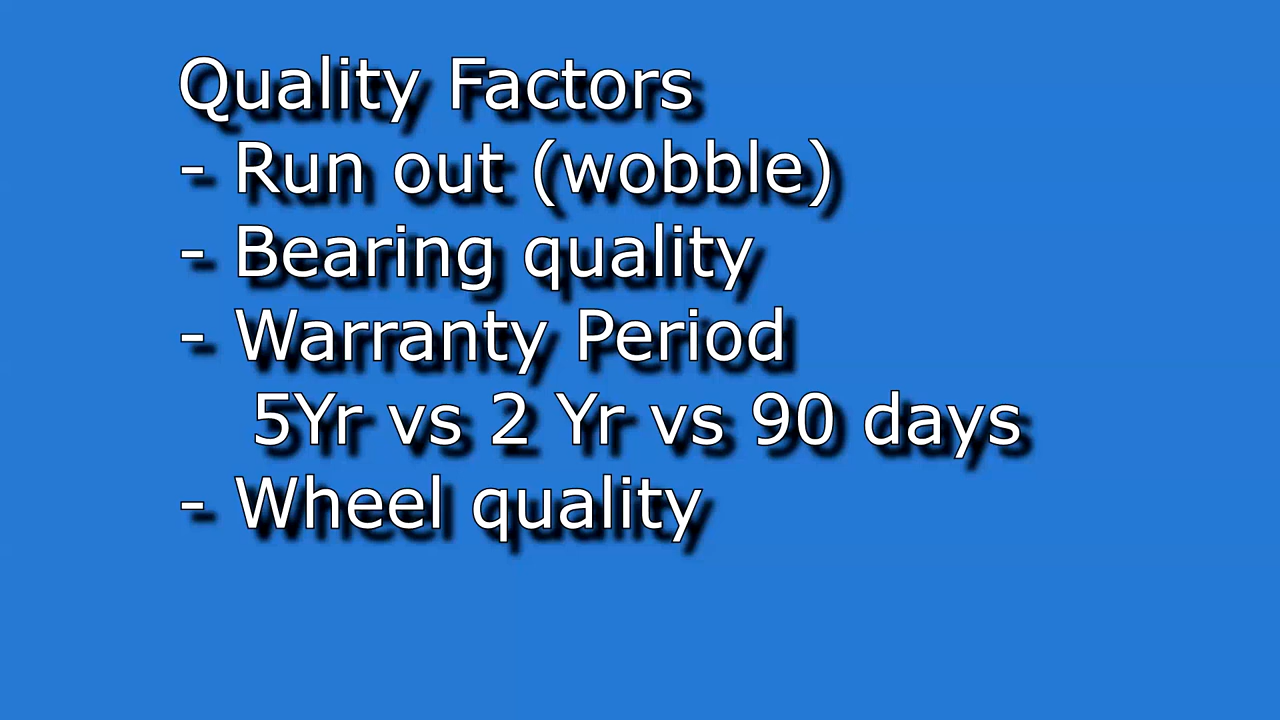 Quality Factors
- Run out (wobble)
- Bearing quality
- Warranty Period
5Yr vs 2 Yr vs 90 days
- Wheel quality